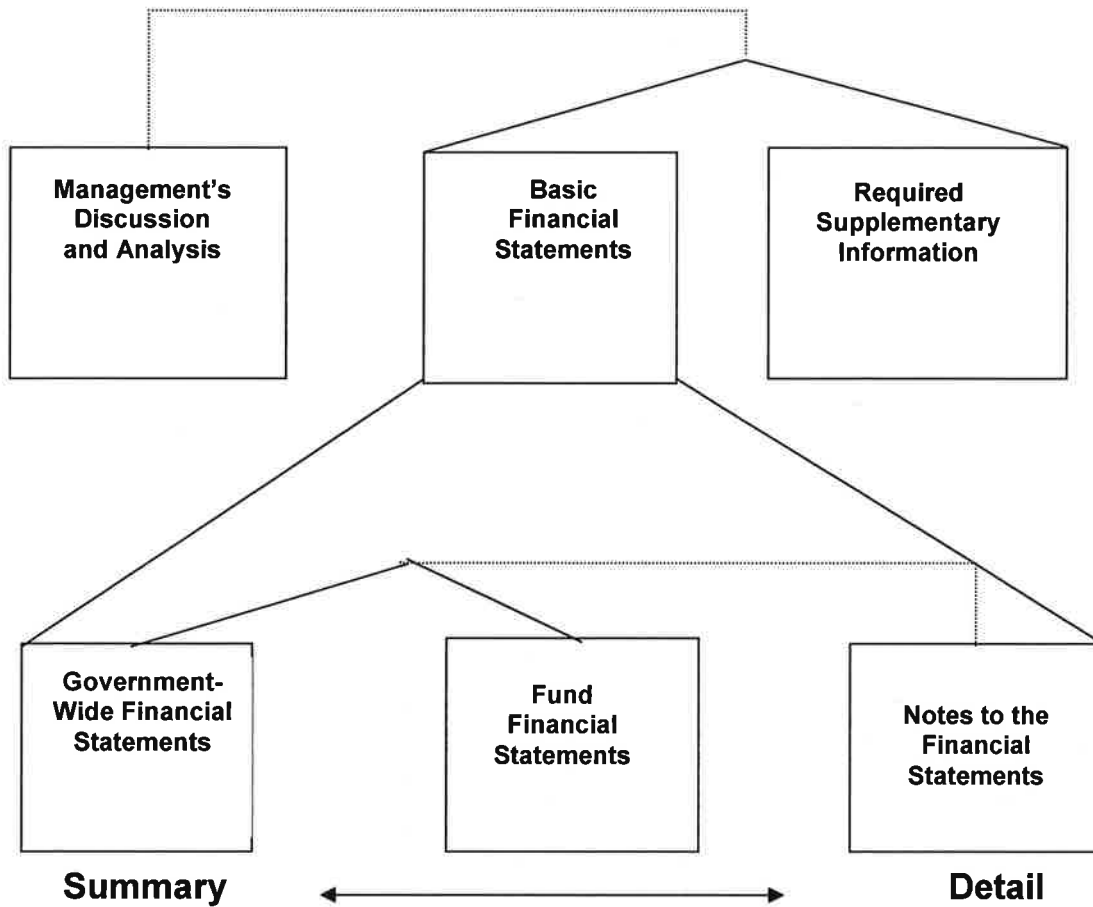 Management's
Discussion
and Analysis
Basic
Financial
Statements
Required
Supplementary
Information
Government-
Wide Financial
Statements
Fund
Financial
Statements
Notes to the
Financial
Statements
Summary
Detail